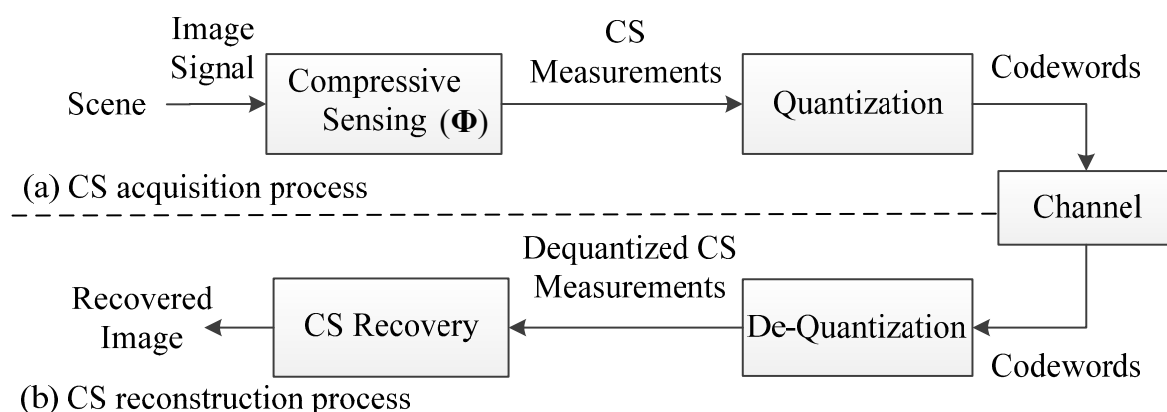 Image
Signal
Scene
Compressive
Sensing (Φ)
CS
Measurements
Quantization
Codewords
(a) CS acquisition process
Channel
Dequantized CS
Measurements
Recovered
Image
CS Recovery
De-Quantization
Codewords
(b) CS reconstruction process